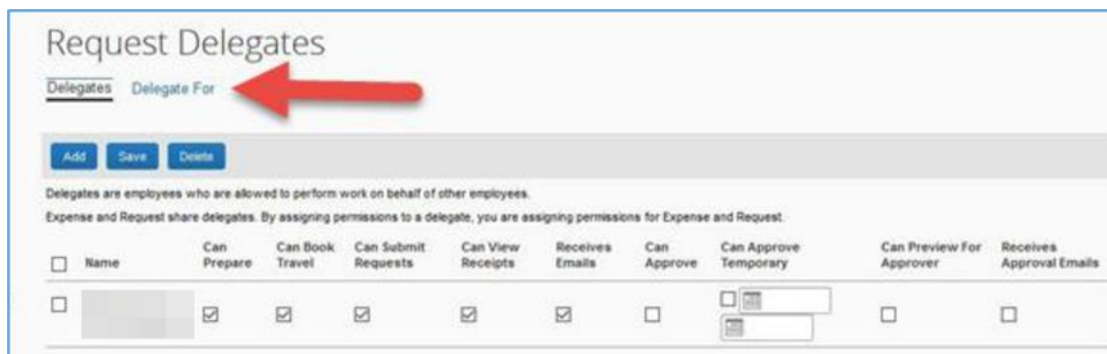 Request Delegates
Delegates Delegate For
Add Save Delete
Delegates are employees who are allowed to perform work on behalf of other employees.
Expense and Request share delegates. By assigning permissions to a delegate, you are assigning permissions for Expense and Request.
Name Can Prepare Can Book Travel Can Submit Requests Can View Receipts Receives Emails Can Approve Can Approve Temporary Can Preview For Approver Receives Approval Emails